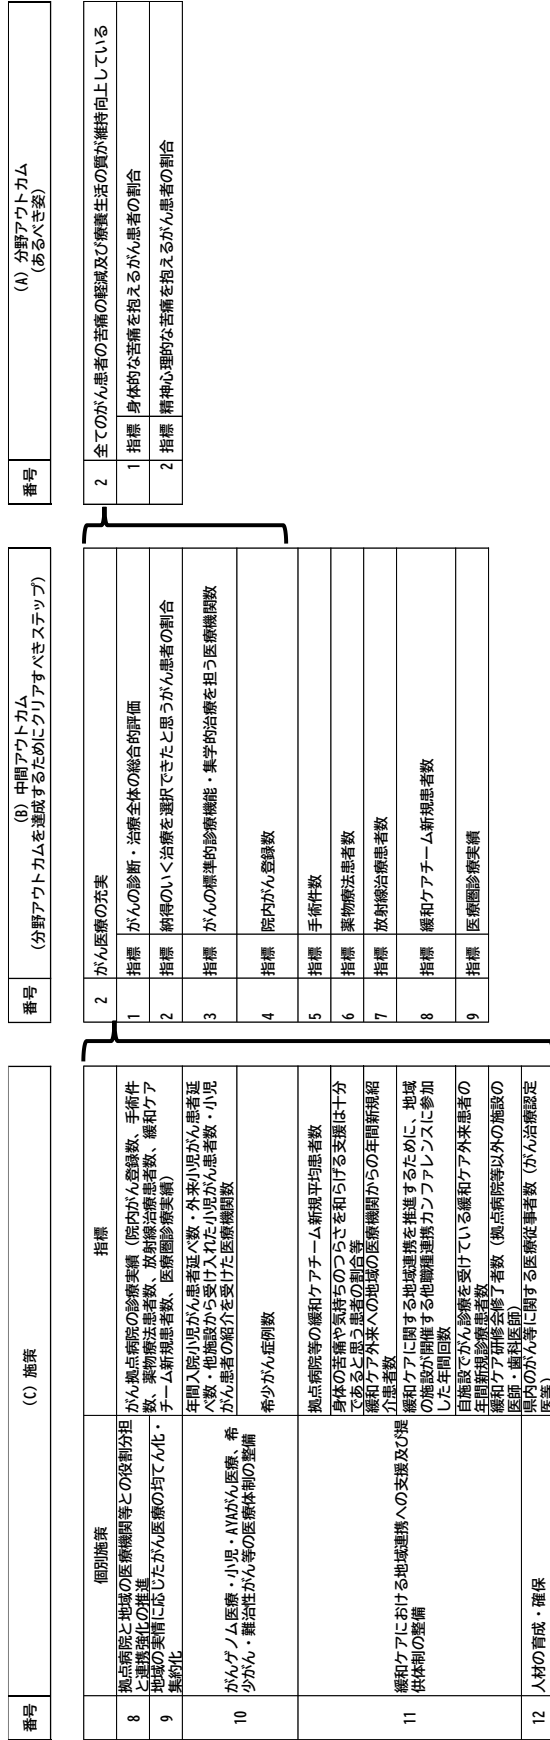 番号
(C) 施策
番号
(B) 中間アウトカム
(分野アウトカムを達成するためにクリアすべきステップ)
番号
(A) 分野アウトカム
(あるべき姿)
個別施策
指標
8
拠点病院と地域の医療機関等との役割分担
と連携強化の推進
9
地域の実情に応じたがん医療の均てん化・
集約化
がん拠点病院の診療実績（院内がん登録数、手術件
数、薬物療法患者数、放射線治療患者数、緩和ケア
チーム新規患者数、医療圏診療実績）
10
がんゲノム医療・小児・AYAがん医療、希
少がん・難治性がん等の医療体制の整備
年間入院小児がん患者延べ数・外来小児がん患者延
べ数・他施設から受け入れた小児がん患者数・小児
がん患者の紹介を受けた医療機関数
希少がん症例数
11
緩和ケアにおける地域連携への支援及び提
供体制の整備
拠点病院等の緩和ケアチーム新規平均患者数
身体の苦痛や気持ちのつらさを和らげる支援は十分
であると思う患者の割合等
緩和ケア外来への地域の医療機関からの年間新規紹
介患者数
緩和ケアに関する地域連携を推進するために、地域
の施設が開催する他職種連携カンファレンスに参加
した年間回数
自施設でがん診療を受けている緩和ケア外来患者の
年間新規診療患者数
緩和ケア研修会修了者数（拠点病院等以外の施設の
医師・歯科医師）
12
人材の育成・確保
県内のがん等に関する医療従事者数（がん治療認定
医等）
2
がん医療の充実
1
指標
がんの診断・治療全体の総合的評価
2
指標
納得のいく治療を選択できたと思うがん患者の割合
3
指標
がんの標準的診療機能・集学的治療を担う医療機関数
4
指標
院内がん登録数
5
指標
手術件数
6
指標
薬物療法患者数
7
指標
放射線治療患者数
8
指標
緩和ケアチーム新規患者数
9
指標
医療圏診療実績
2
全てのがん患者の苦痛の軽減及び療養生活の質が維持向上している
1
指標
身体的な苦痛を抱えるがん患者の割合
2
指標
精神心理的な苦痛を抱えるがん患者の割合